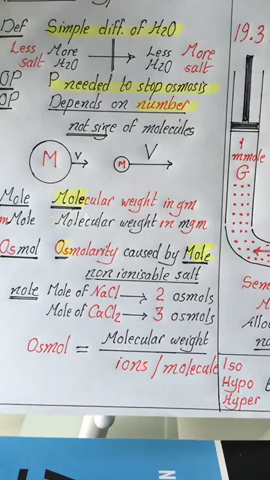 Def Simple diff. of H2O
Less salt More H2O → Less H2O More salt
OP P needed to stop osmosis
OP Depends on number
not size of molecules
M v M V
Mole Molecular weight in gm
mMole Molecular weight in mgm
Osmol Osmolarity caused by Mole
non ionisable salt
note Mole of NaCl → 2 osmols
Mole of CaCl2 → 3 osmols
Osmol = Molecular weight
ions / molecule
19.3
1
mmole
G
Sem
Allo
Iso
Hypo
Hyper